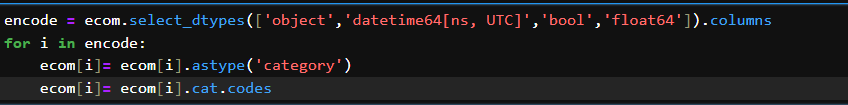 encode = ecom.select_dtypes(['object','datetime64[ns, UTC]','bool','float64']).columns
for i in encode:
    ecom[i]= ecom[i].astype('category')
    ecom[i]= ecom[i].cat.codes